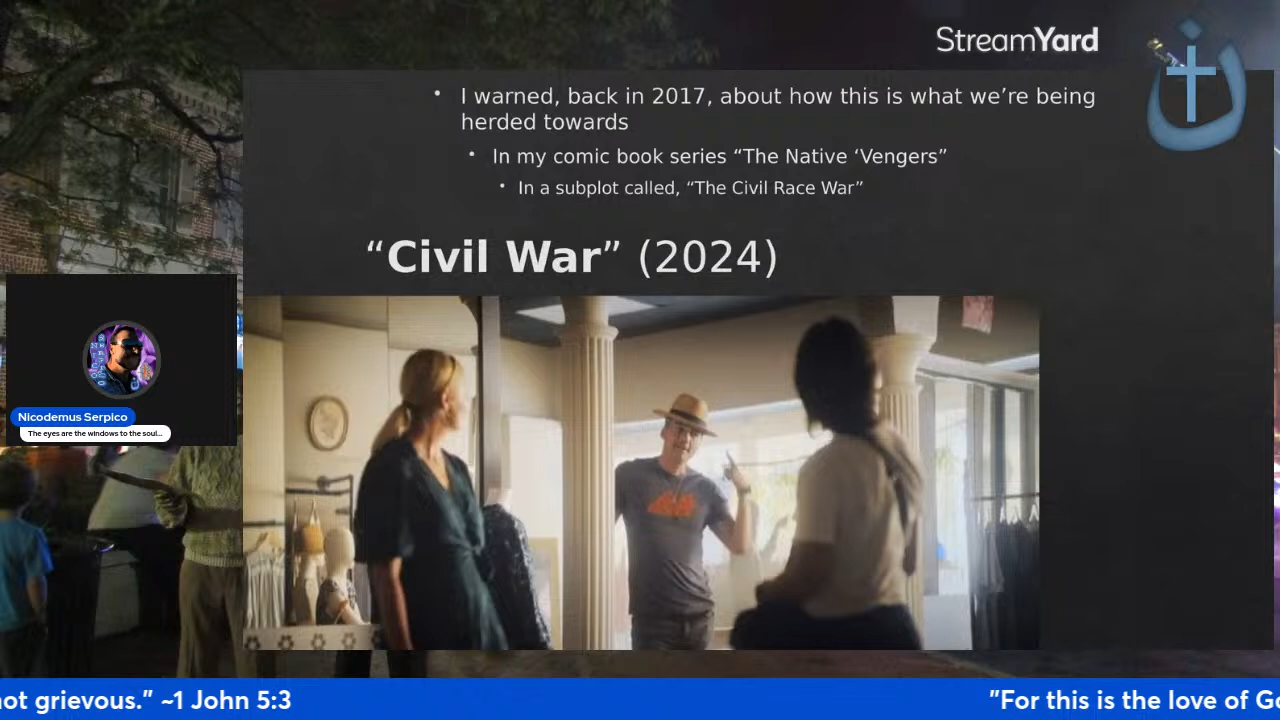 StreamYard
• I warned, back in 2017, about how this is what we’re being
herded towards
• In my comic book series “The Native ‘Vengers”
• In a subplot called, “The Civil Race War”
“Civil War” (2024)
Nicodemus Serpico
The eyes are the windows to the soul...
not grievous.” ~1 John 5:3
"For this is the love of